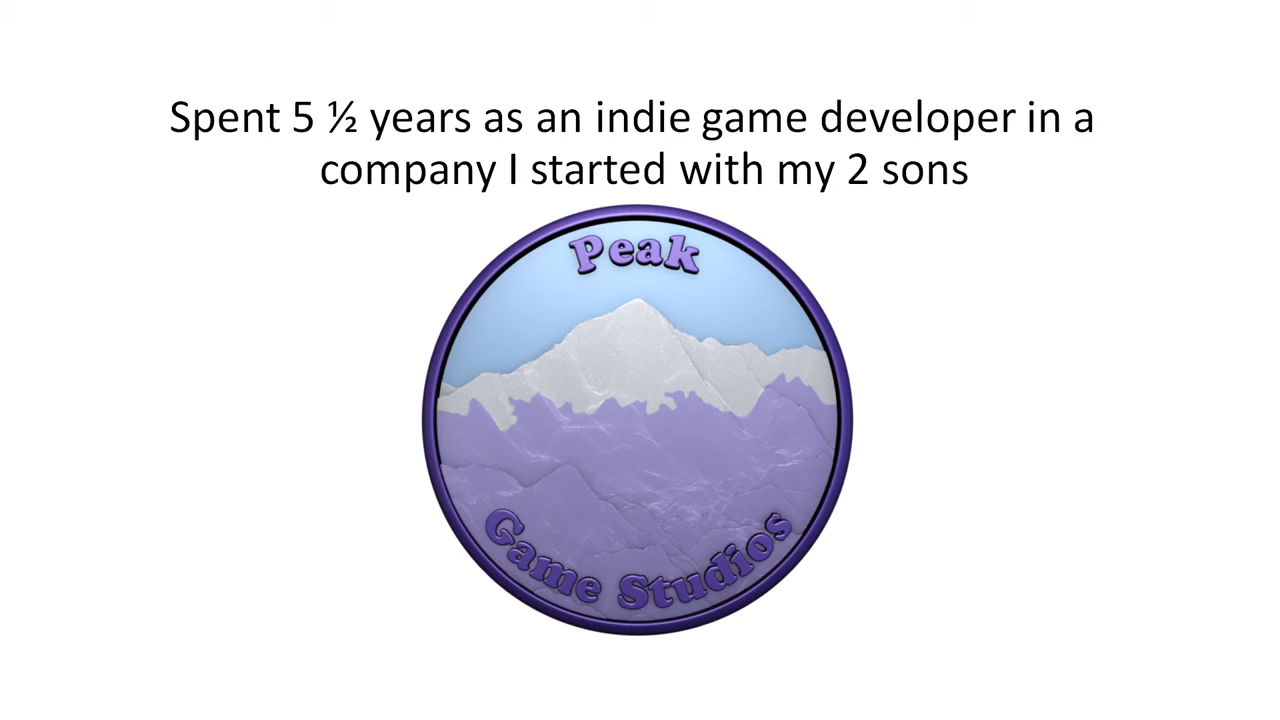 Spent 5 ½ years as an indie game developer in a
company I started with my 2 sons
Peak
Game Studios